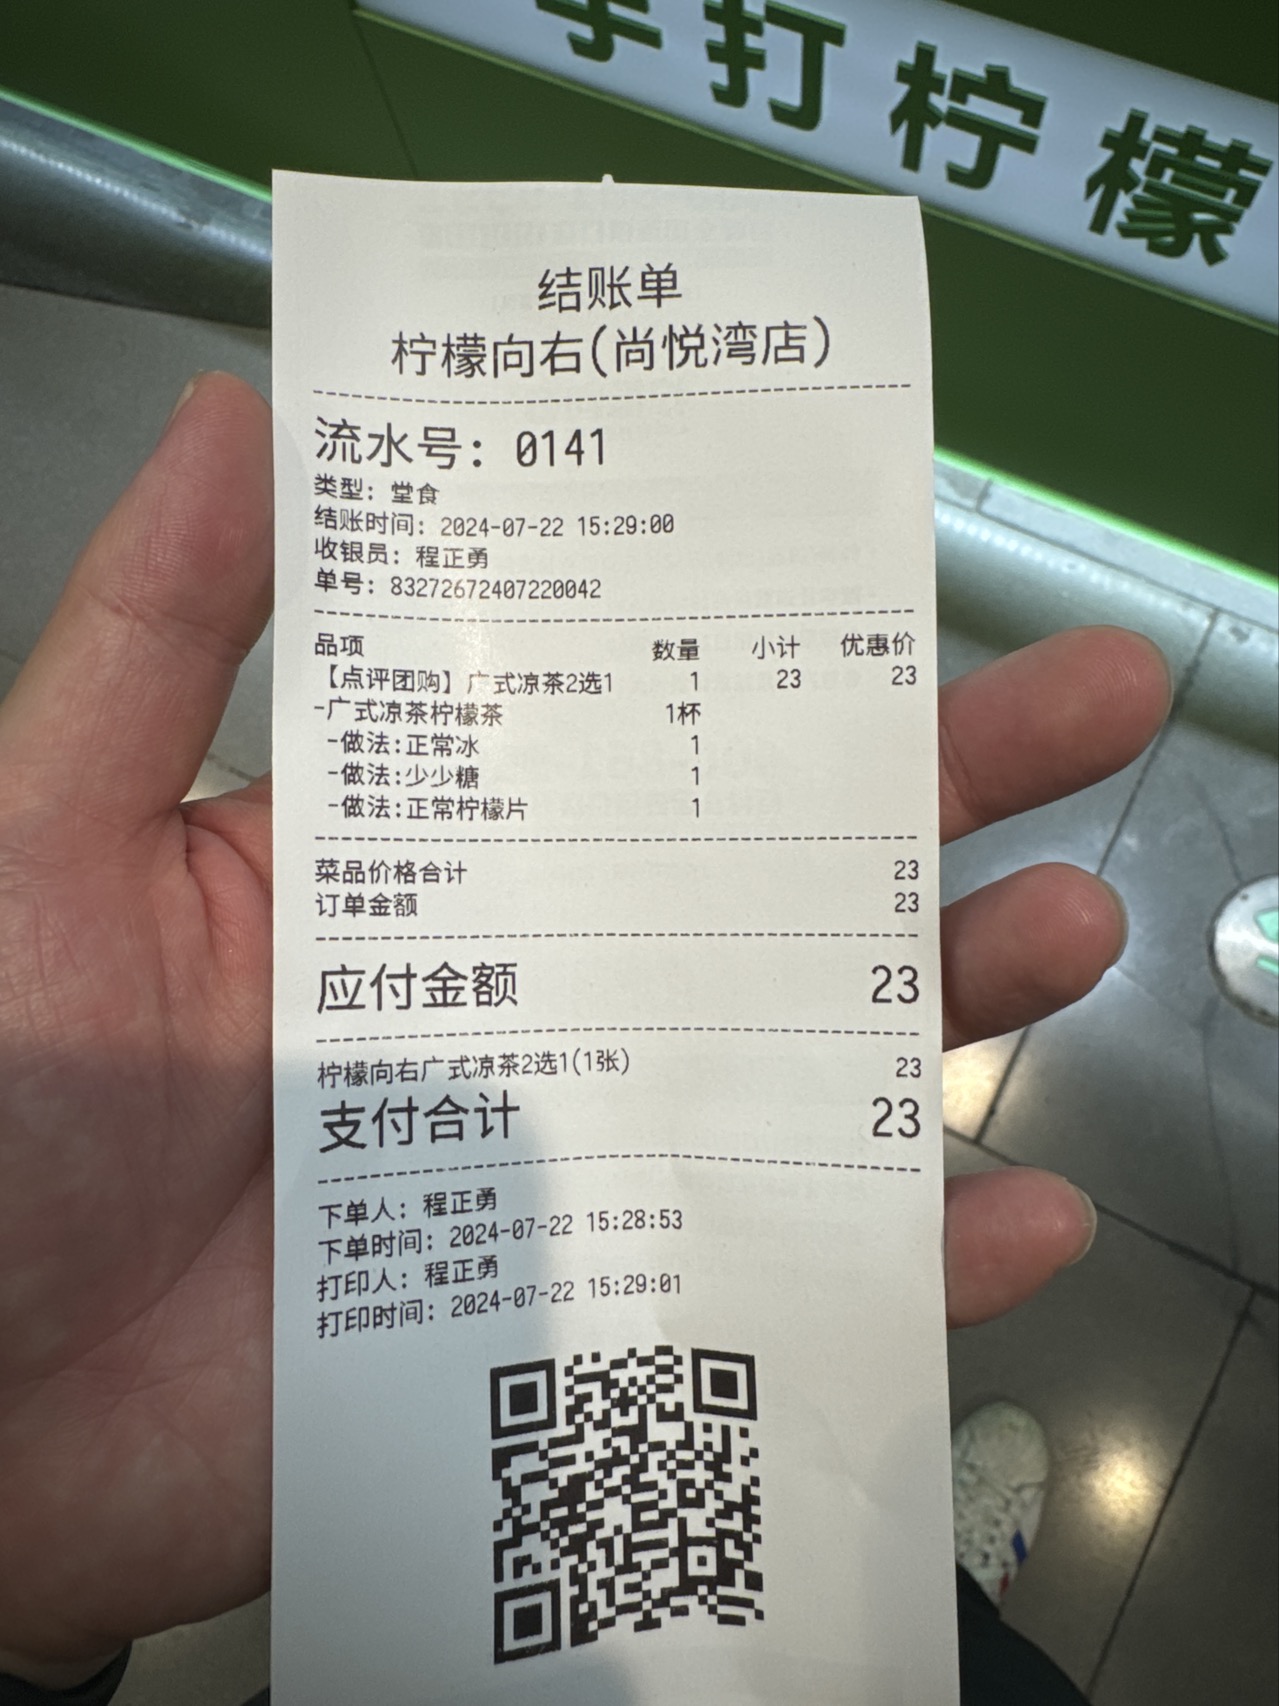 手打柠檬
结账单
柠檬向右(尚悦湾店)
流水号: 0141
类型: 堂食
结账时间: 2024-07-22 15:29:00
收银员: 程正勇
单号: 83272672407220042
品项 数量 小计 优惠价
【点评团购】广式凉茶2选1 1 23 23
-广式凉茶柠檬茶 1杯
-做法:正常冰 1
-做法:少少糖 1
-做法:正常柠檬片 1
菜品价格合计 23
订单金额 23
应付金额 23
柠檬向右广式凉茶2选1(1张) 23
支付合计 23
下单人: 程正勇
下单时间: 2024-07-22 15:28:53
打印人: 程正勇
打印时间: 2024-07-22 15:29:01